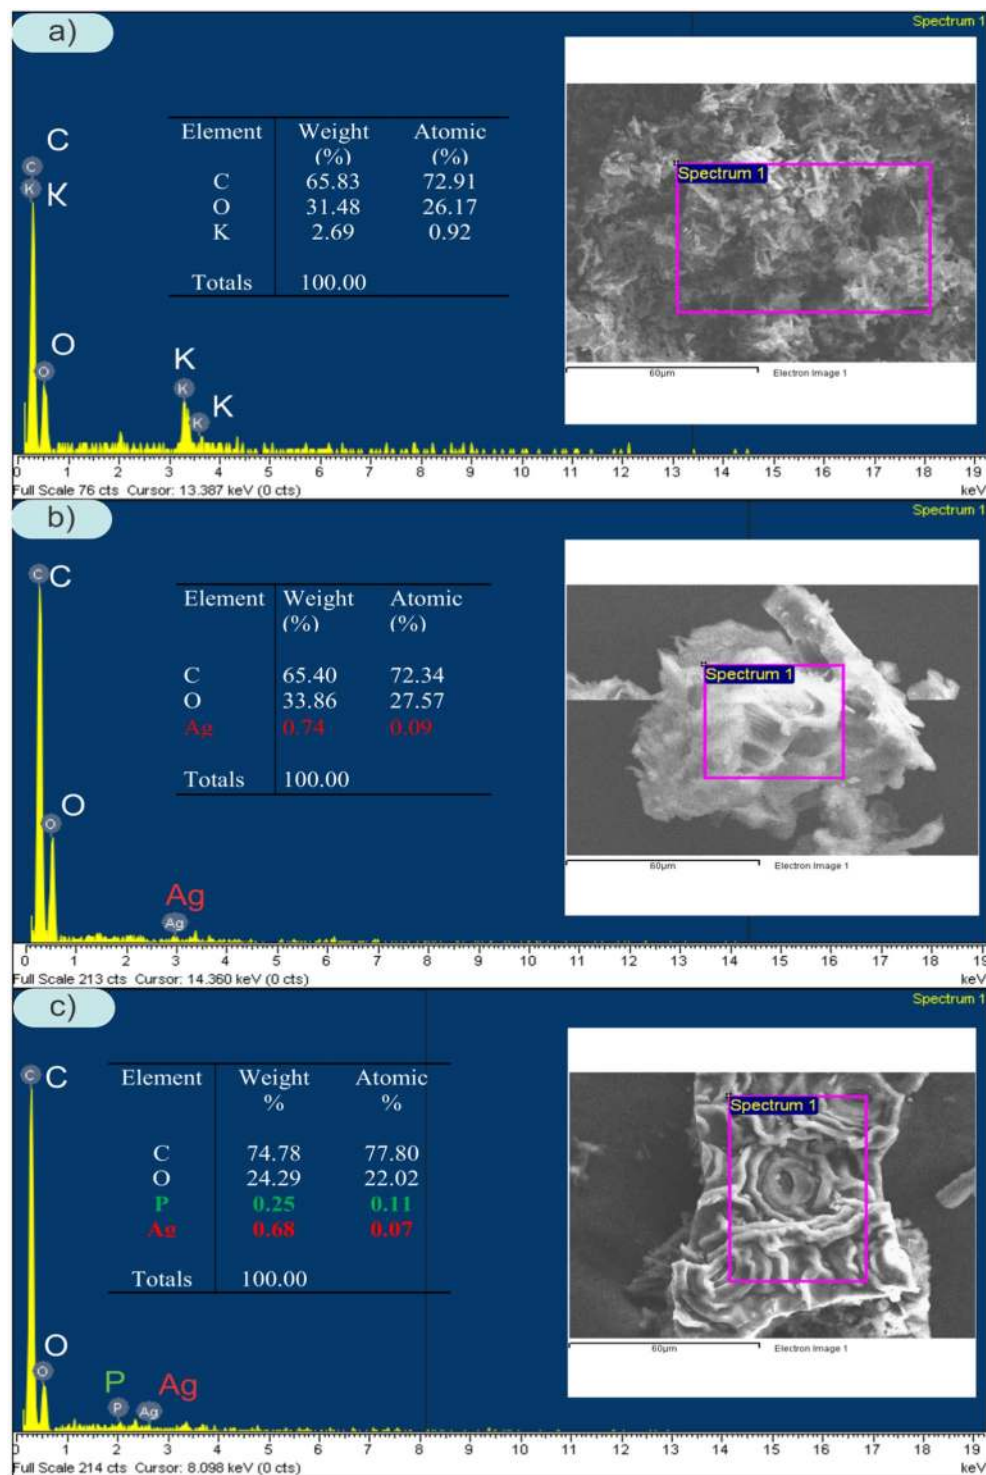 a)
Spectrum 1
C
C
K
K
O
O
K
K
K
K
Element Weight (%) Atomic (%)
C 65.83 72.91
O 31.48 26.17
K 2.69 0.92
Totals 100.00
Spectrum 1
60µm Electron Image 1
0 1 2 3 4 5 6 7 8 9 10 11 12 13 14 15 16 17 18 19
Full Scale 76 cts Cursor: 13.387 keV (0 cts) keV
b)
Spectrum 1
C
C
O
O
Ag
Ag
Element Weight (%) Atomic (%)
C 65.40 72.34
O 33.86 27.57
Ag 0.74 0.09
Totals 100.00
Spectrum 1
60µm Electron Image 1
0 1 2 3 4 5 6 7 8 9 10 11 12 13 14 15 16 17 18 19
Full Scale 213 cts Cursor: 14.360 keV (0 cts) keV
c)
Spectrum 1
C
C
O
O
P
P
Ag
Ag
Element Weight % Atomic %
C 74.78 77.80
O 24.29 22.02
P 0.25 0.11
Ag 0.68 0.07
Totals 100.00
Spectrum 1
60µm Electron Image 1
0 1 2 3 4 5 6 7 8 9 10 11 12 13 14 15 16 17 18 19
Full Scale 214 cts Cursor: 8.098 keV (0 cts) keV